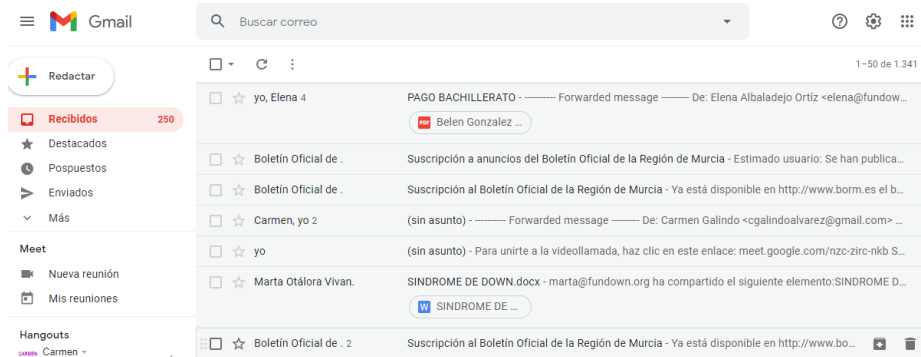 Gmail
Buscar correo
Redactar
1–50 de 1.341
yo, Elena 4 PAGO BACHILLERATO - ---------- Forwarded message --------- De: Elena Albaladejo Ortíz <elena@fundow...
PDF Belen Gonzalez ...
Recibidos 250
Destacados
Pospuestos
Enviados
Más
Boletín Oficial de . Suscripción a anuncios del Boletín Oficial de la Región de Murcia - Estimado usuario: Se han publica...
Boletín Oficial de . Suscripción al Boletín Oficial de la Región de Murcia - Ya está disponible en http://www.borm.es el b...
Carmen, yo 2 (sin asunto) - ---------- Forwarded message --------- De: Carmen Galindo <cgalindoalvarez@gmail.com> ...
yo (sin asunto) - Para unirte a la videollamada, haz clic en este enlace: meet.google.com/nzc-zirc-nkb S...
Marta Otálora Vivan. SINDROME DE DOWN.docx - marta@fundown.org ha compartido el siguiente elemento:SINDROME D...
W SINDROME DE ...
Boletín Oficial de . 2 Suscripción al Boletín Oficial de la Región de Murcia - Ya está disponible en http://www.bo...
Meet
Nueva reunión
Mis reuniones
Hangouts
CARMEN Carmen